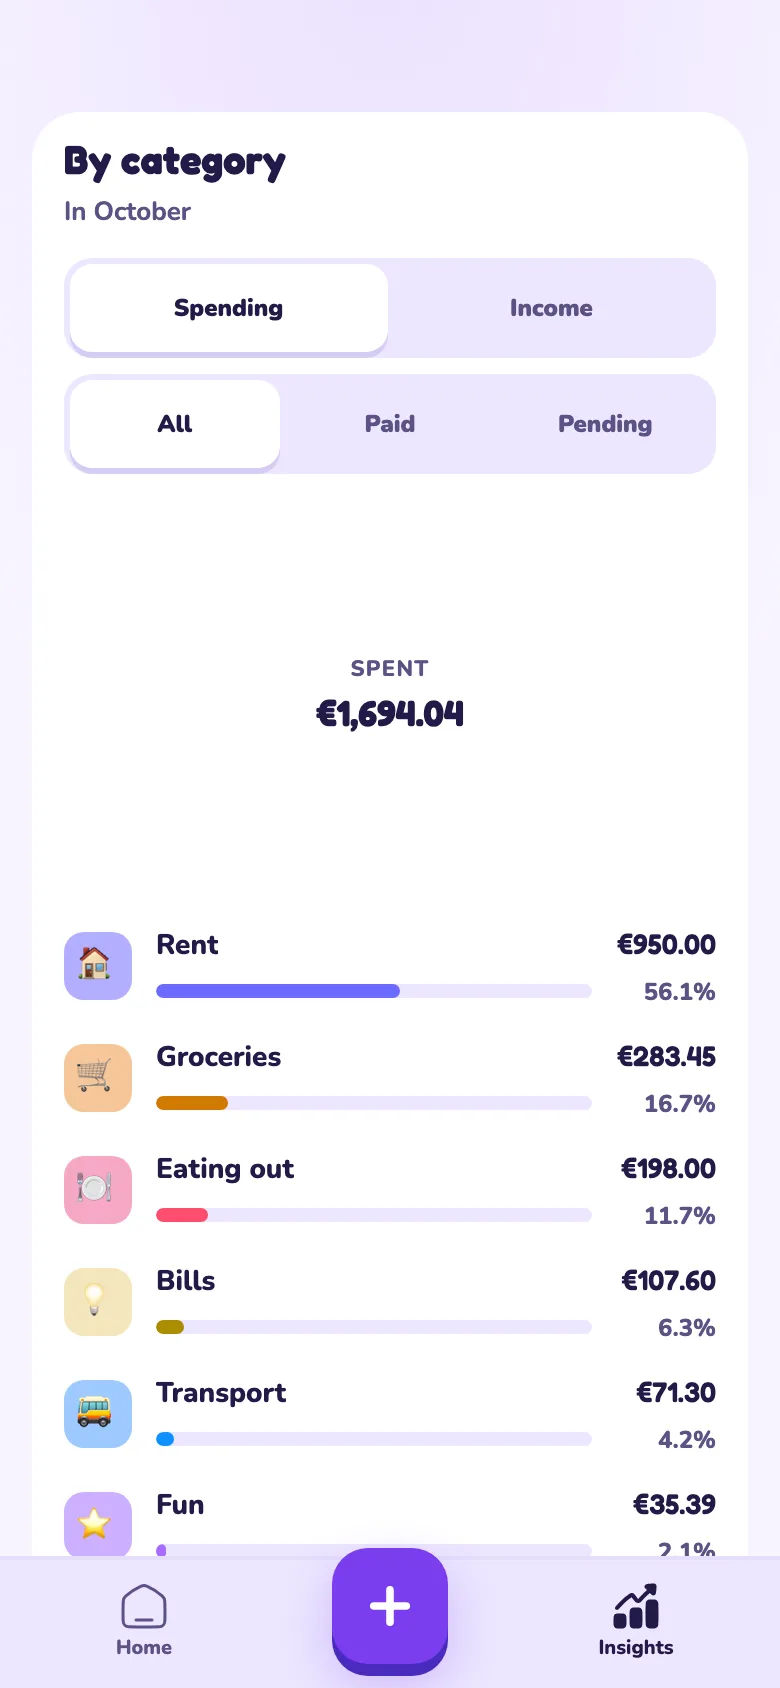 By category
In October
Spending
Income
All
Paid
Pending
SPENT
€1,694.04
Rent
€950.00
56.1%
Groceries
€283.45
16.7%
Eating out
€198.00
11.7%
Bills
€107.60
6.3%
Transport
€71.30
4.2%
Fun
€35.39
2.1%
Home
Insights